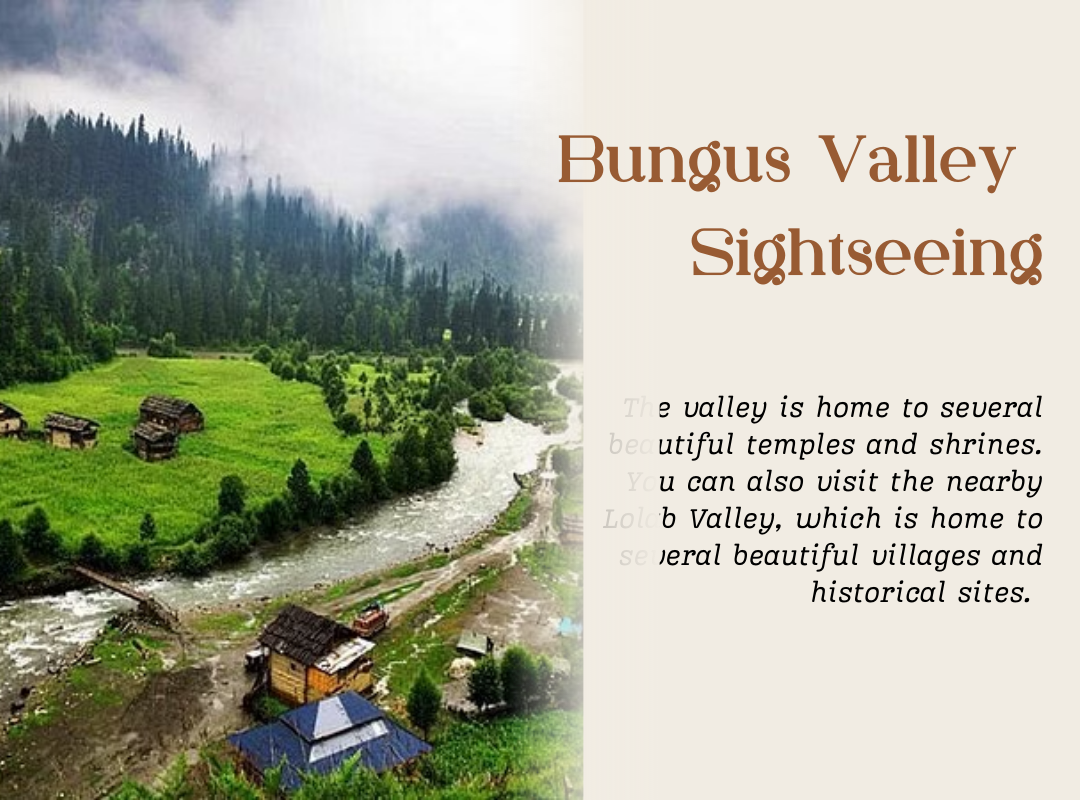 Bungus Valley
Sightseeing
The valley is home to several
beautiful temples and shrines.
You can also visit the nearby
Lolab Valley, which is home to
several beautiful villages and
historical sites.